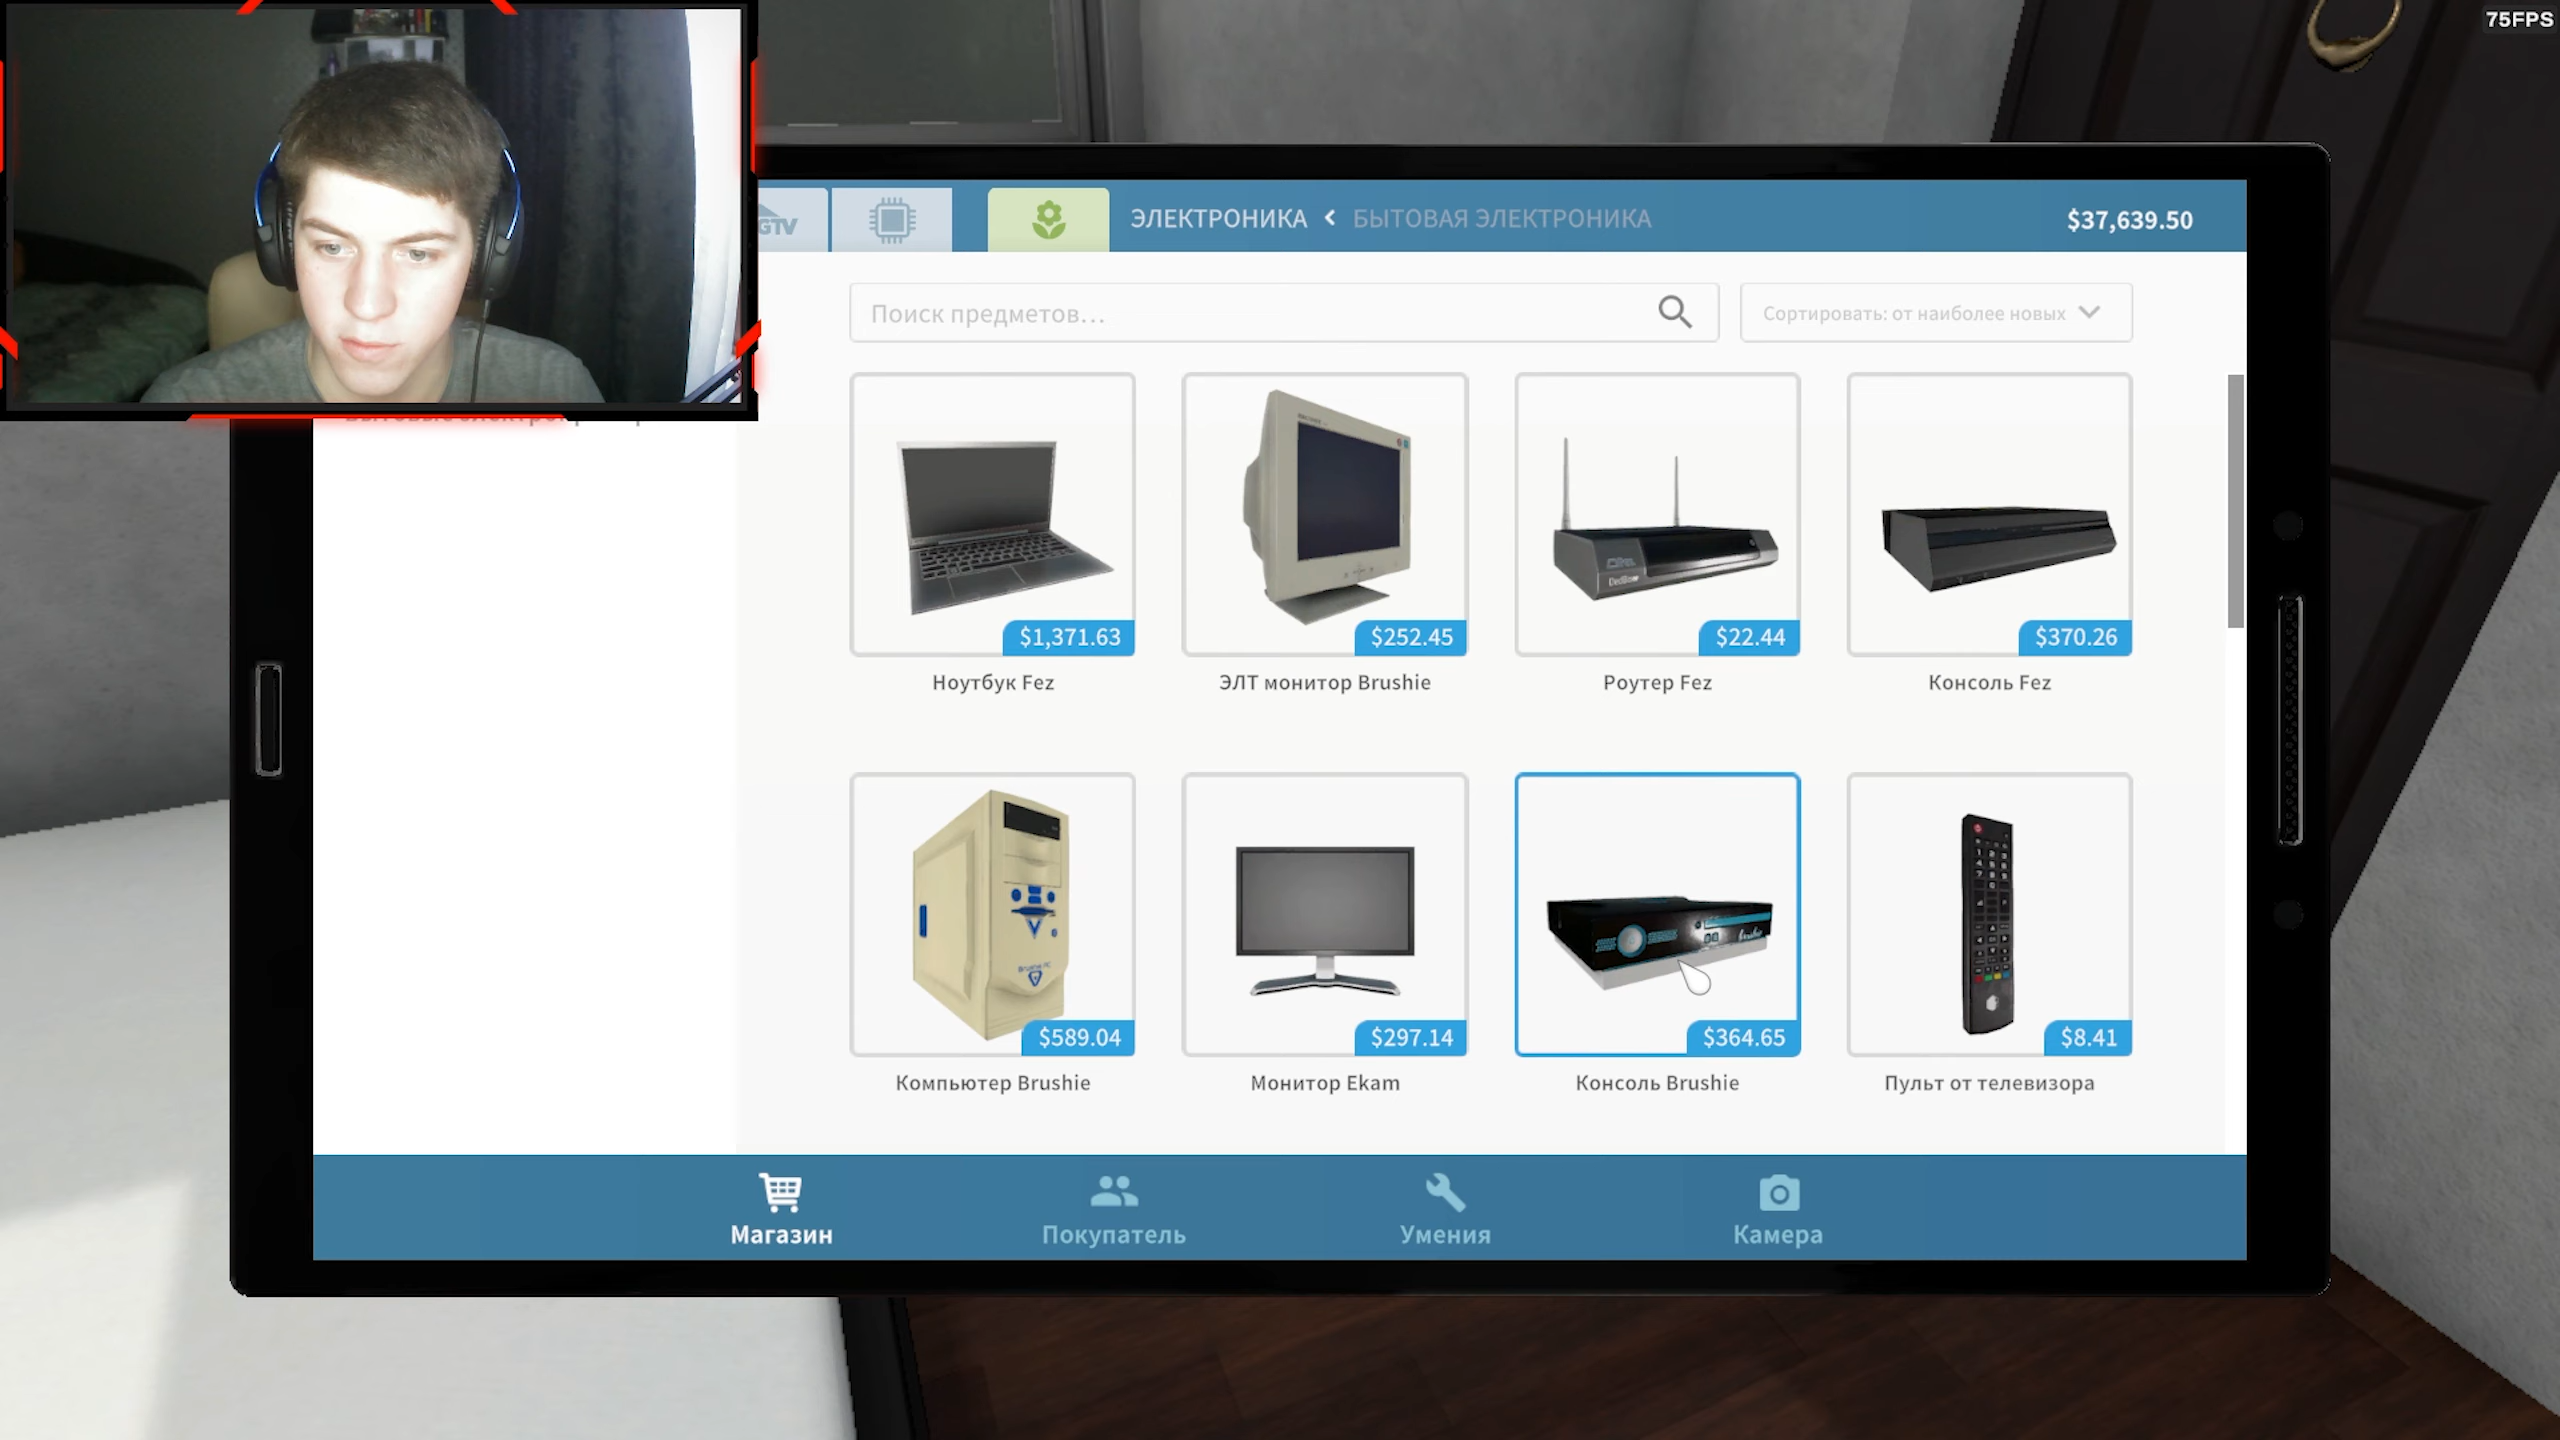 75FPS
GTV
ЭЛЕКТРОНИКА < БЫТОВАЯ ЭЛЕКТРОНИКА
$37,639.50
Поиск предметов...
Сортировать: от наиболее новых
$1,371.63
$252.45
$22.44
$370.26
Ноутбук Fez
ЭЛТ монитор Brushie
Роутер Fez
Консоль Fez
$589.04
$297.14
$364.65
$8.41
Компьютер Brushie
Монитор Ekam
Консоль Brushie
Пульт от телевизора
Магазин
Покупатель
Умения
Камера